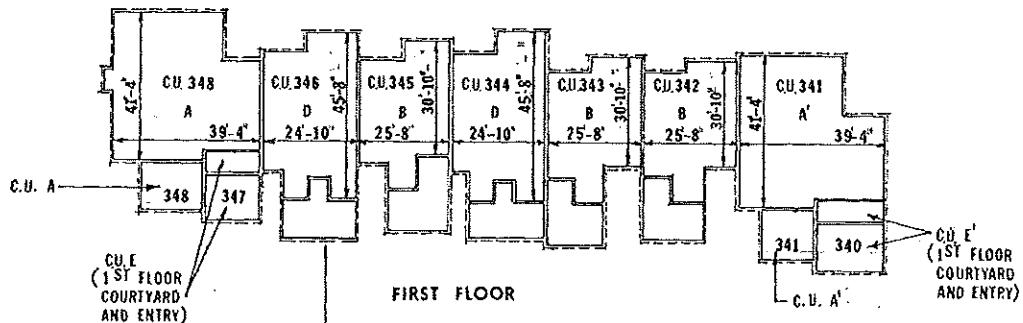 C.U. 348
A
41'-4"
39'-4"
C.U. 346
D
45'-8"
24'-10"
C.U. 345
B
30'-10"
25'-8"
C.U. 344
D
45'-8"
24'-10"
C.U. 343
B
30'-10"
25'-8"
C.U. 342
B
30'-10"
25'-8"
C.U. 341
A'
41'-4"
39'-4"
C.U. A
348
347
C.U. E
(1ST FLOOR
COURTYARD
AND ENTRY)
FIRST FLOOR
341
340
C.U. A'
C.U. E'
(1ST FLOOR
COURTYARD
AND ENTRY)